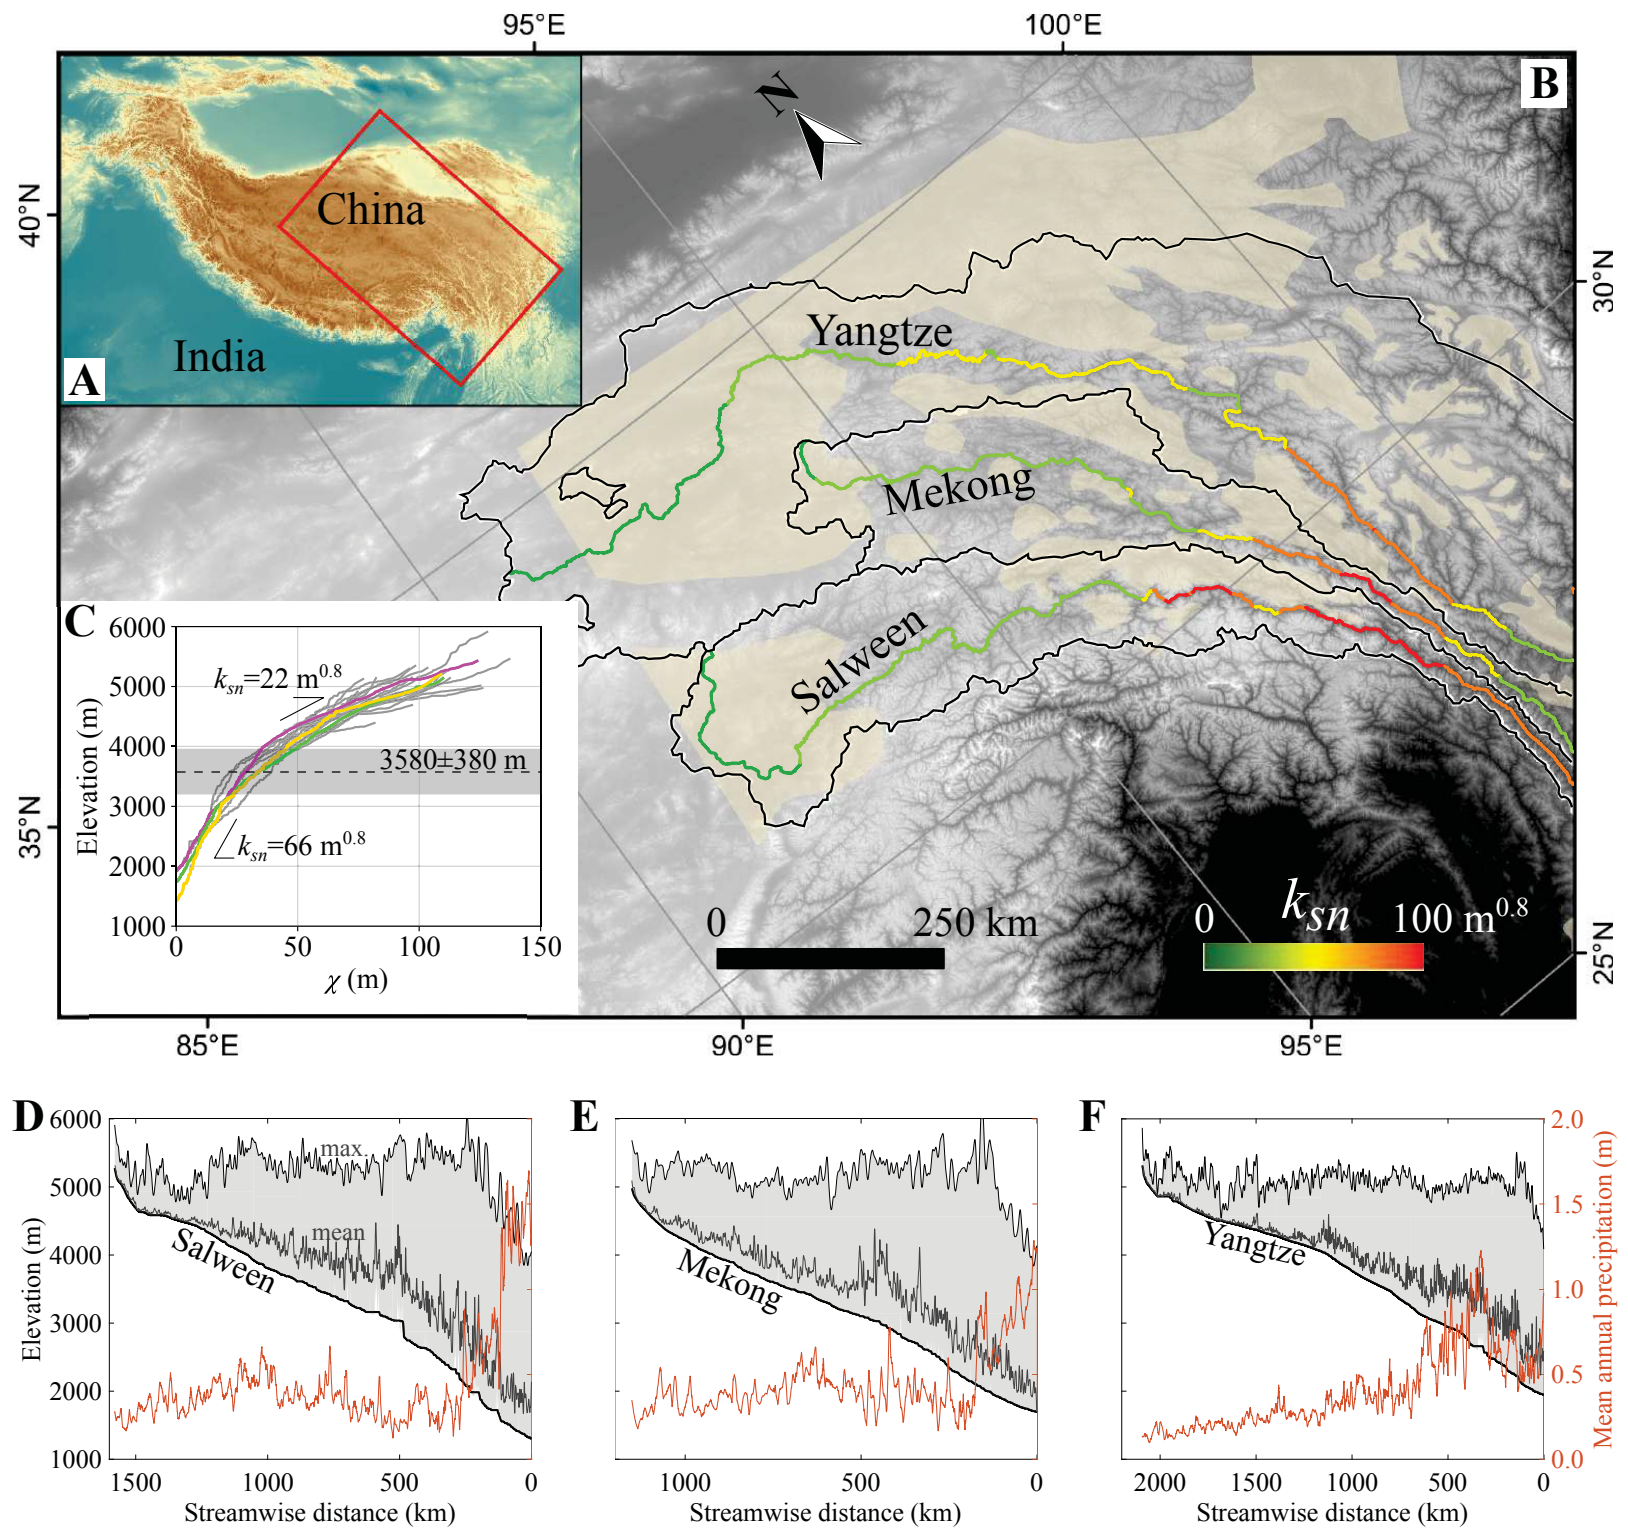 95°E 100°E
B
N
China
India
A
40°N
30°N
Yangtze
Mekong
Salween
C
6000
5000
4000
3000
2000
1000
Elevation (m)
ksn=22 m0.8
3580±380 m
ksn=66 m0.8
0 50 100 150
χ (m)
35°N
0 250 km
ksn
0 100 m0.8
25°N
85°E 90°E 95°E
D
6000
5000
4000
3000
2000
1000
Elevation (m)
max.
mean
Salween
1500 1000 500 0
Streamwise distance (km)
E
Mekong
1000 500 0
Streamwise distance (km)
F
Yangtze
2.0
1.5
1.0
0.5
0.0
Mean annual precipitation (m)
2000 1500 1000 500 0
Streamwise distance (km)